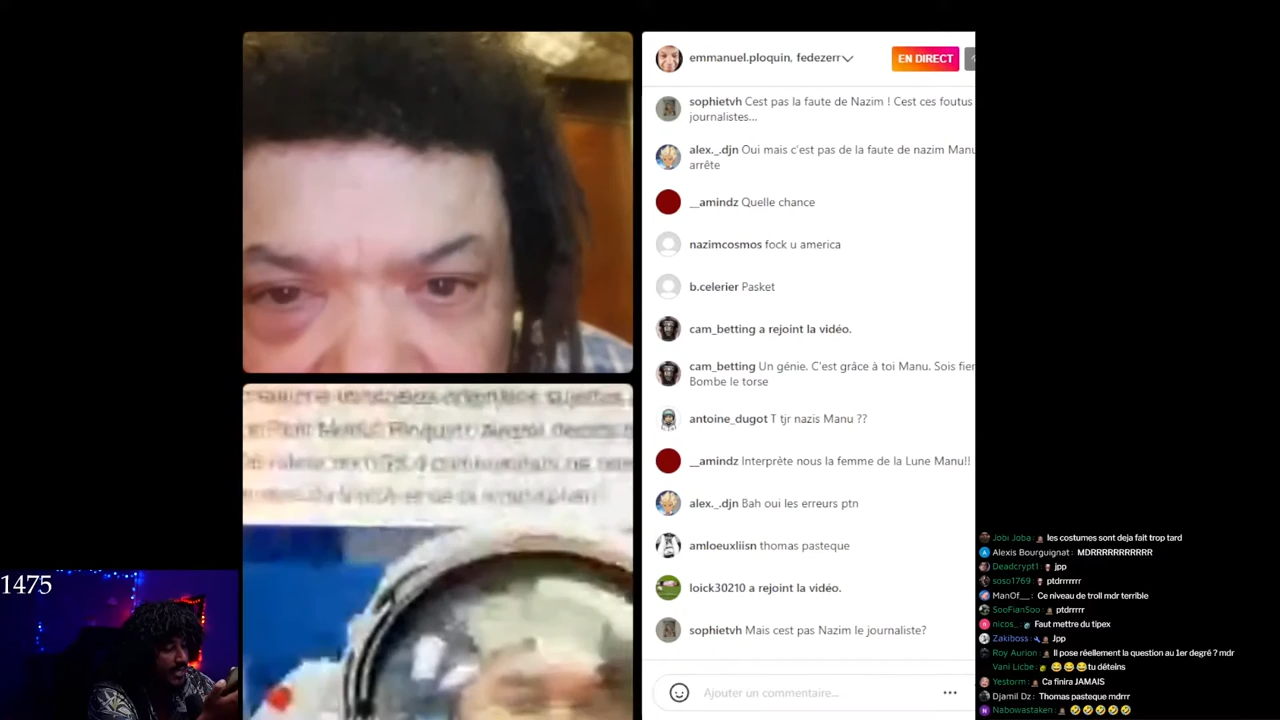 emmanuel.ploquin, fedezerr
EN DIRECT
sophietvh Cest pas la faute de Nazim ! Cest ces foutus
journalistes...
alex._.djn Oui mais c'est pas de la faute de nazim Manu
arrête
__amindz Quelle chance
nazimcosmos fock u america
b.celerier Pasket
cam_betting a rejoint la vidéo.
cam_betting Un génie. C'est grâce à toi Manu. Sois fier
Bombe le torse
antoine_dugot T tjr nazis Manu ??
__amindz Interprète nous la femme de la Lune Manu!!
alex._.djn Bah oui les erreurs ptn
amloeuxliisn thomas pasteque
loick30210 a rejoint la vidéo.
sophietvh Mais cest pas Nazim le journaliste?
Ajouter un commentaire...
1475
Jobi Joba: les costumes sont deja fait trop tard
Alexis Bourguignat: MDRRRRRRRRRRR
Deadcrypt1: jpp
soso1769: ptdrrrrrr
ManOf__: Ce niveau de troll mdr terrible
SooFianSoo: ptdrrrr
nicos_: Faut mettre du tipex
Zakiboss: Jpp
Roy Aurion: Il pose réellement la question au 1er degré ? mdr
Vani Licbe: 😂😂😂tu déteins
Yestorm: Ca finira JAMAIS
Djamil Dz: Thomas pasteque mdrrr
Nabowastaken: 🤣🤣🤣🤣🤣